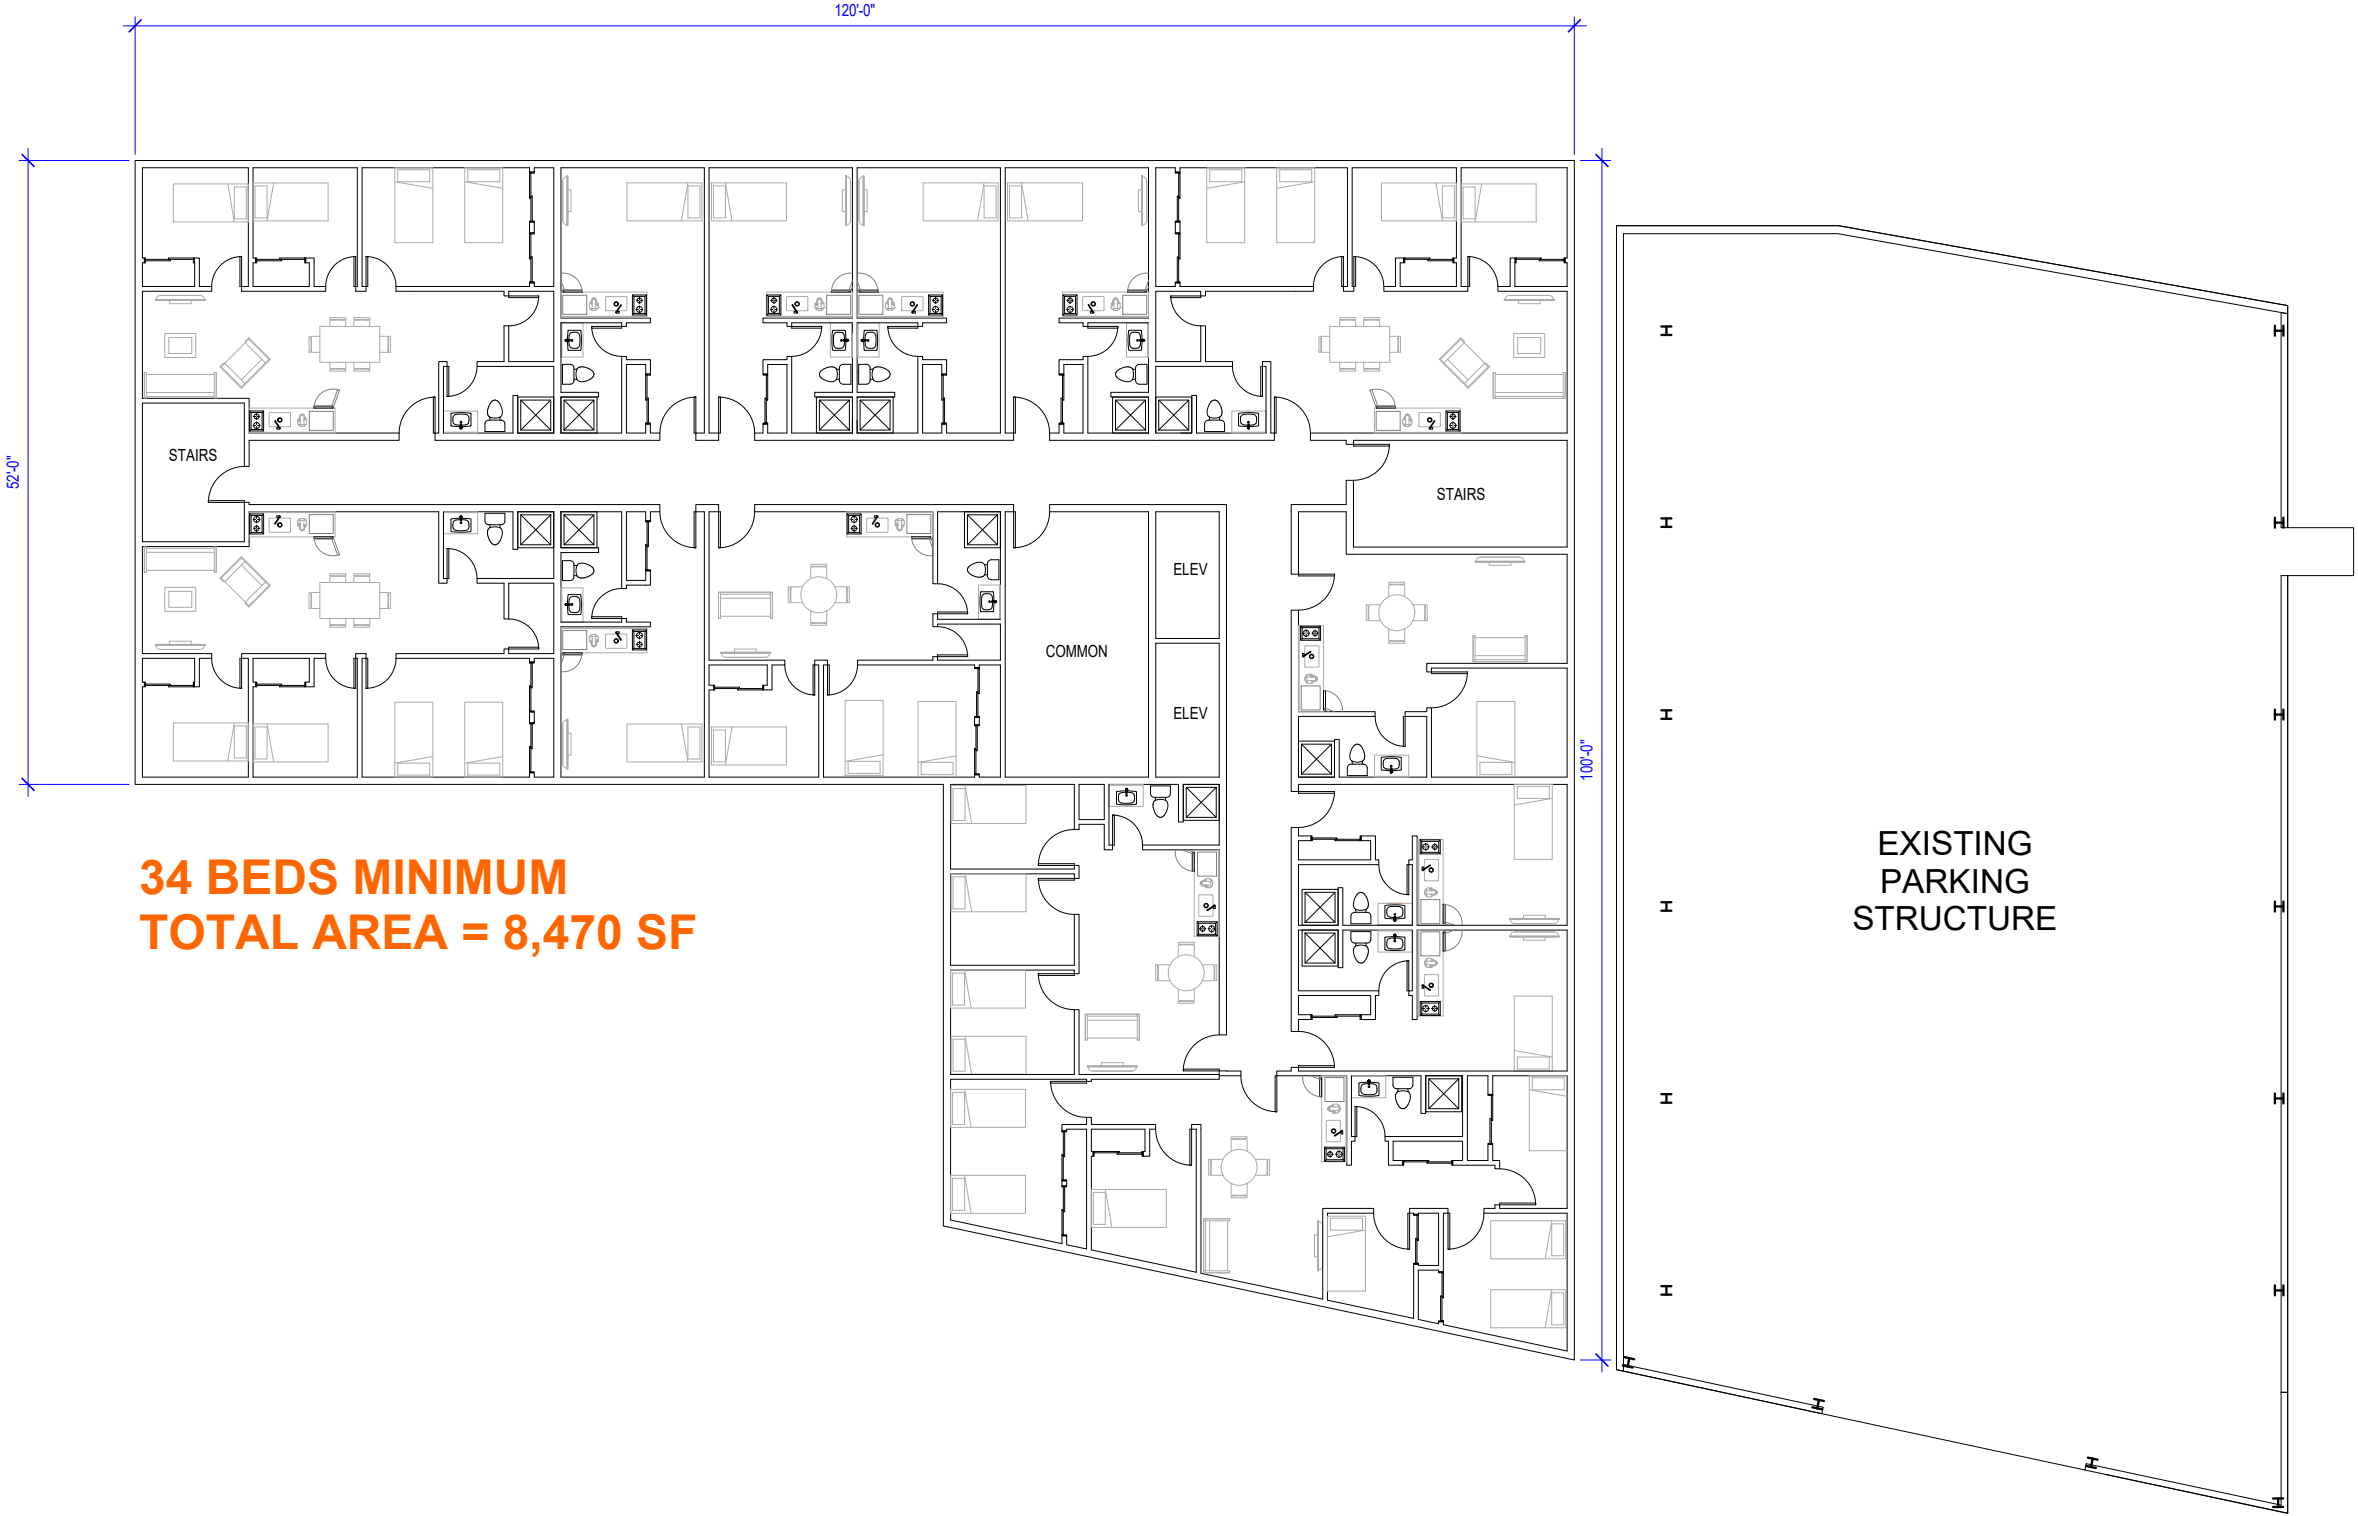 120'-0"
52'-0"
STAIRS
STAIRS
ELEV
COMMON
ELEV
100'-0"
34 BEDS MINIMUM
TOTAL AREA = 8,470 SF
EXISTING
PARKING
STRUCTURE